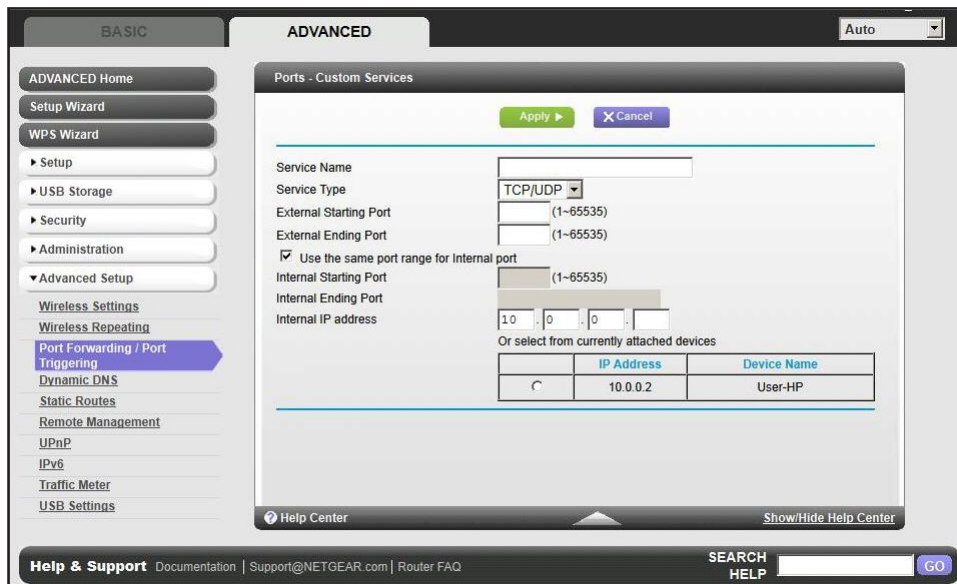 BASIC
ADVANCED
Auto
ADVANCED Home
Setup Wizard
WPS Wizard
Setup
USB Storage
Security
Administration
Advanced Setup
Wireless Settings
Wireless Repeating
Port Forwarding / Port
Triggering
Dynamic DNS
Static Routes
Remote Management
UPnP
IPv6
Traffic Meter
USB Settings
Ports - Custom Services
Apply
X Cancel
Service Name
Service Type TCP/UDP
External Starting Port (1~65535)
External Ending Port (1~65535)
Use the same port range for Internal port
Internal Starting Port (1~65535)
Internal Ending Port
Internal IP address 10 . 0 . 0 .
Or select from currently attached devices
IP Address Device Name
10.0.0.2 User-HP
? Help Center
Show/Hide Help Center
Help & Support Documentation | Support@NETGEAR.com | Router FAQ
SEARCH
HELP
GO